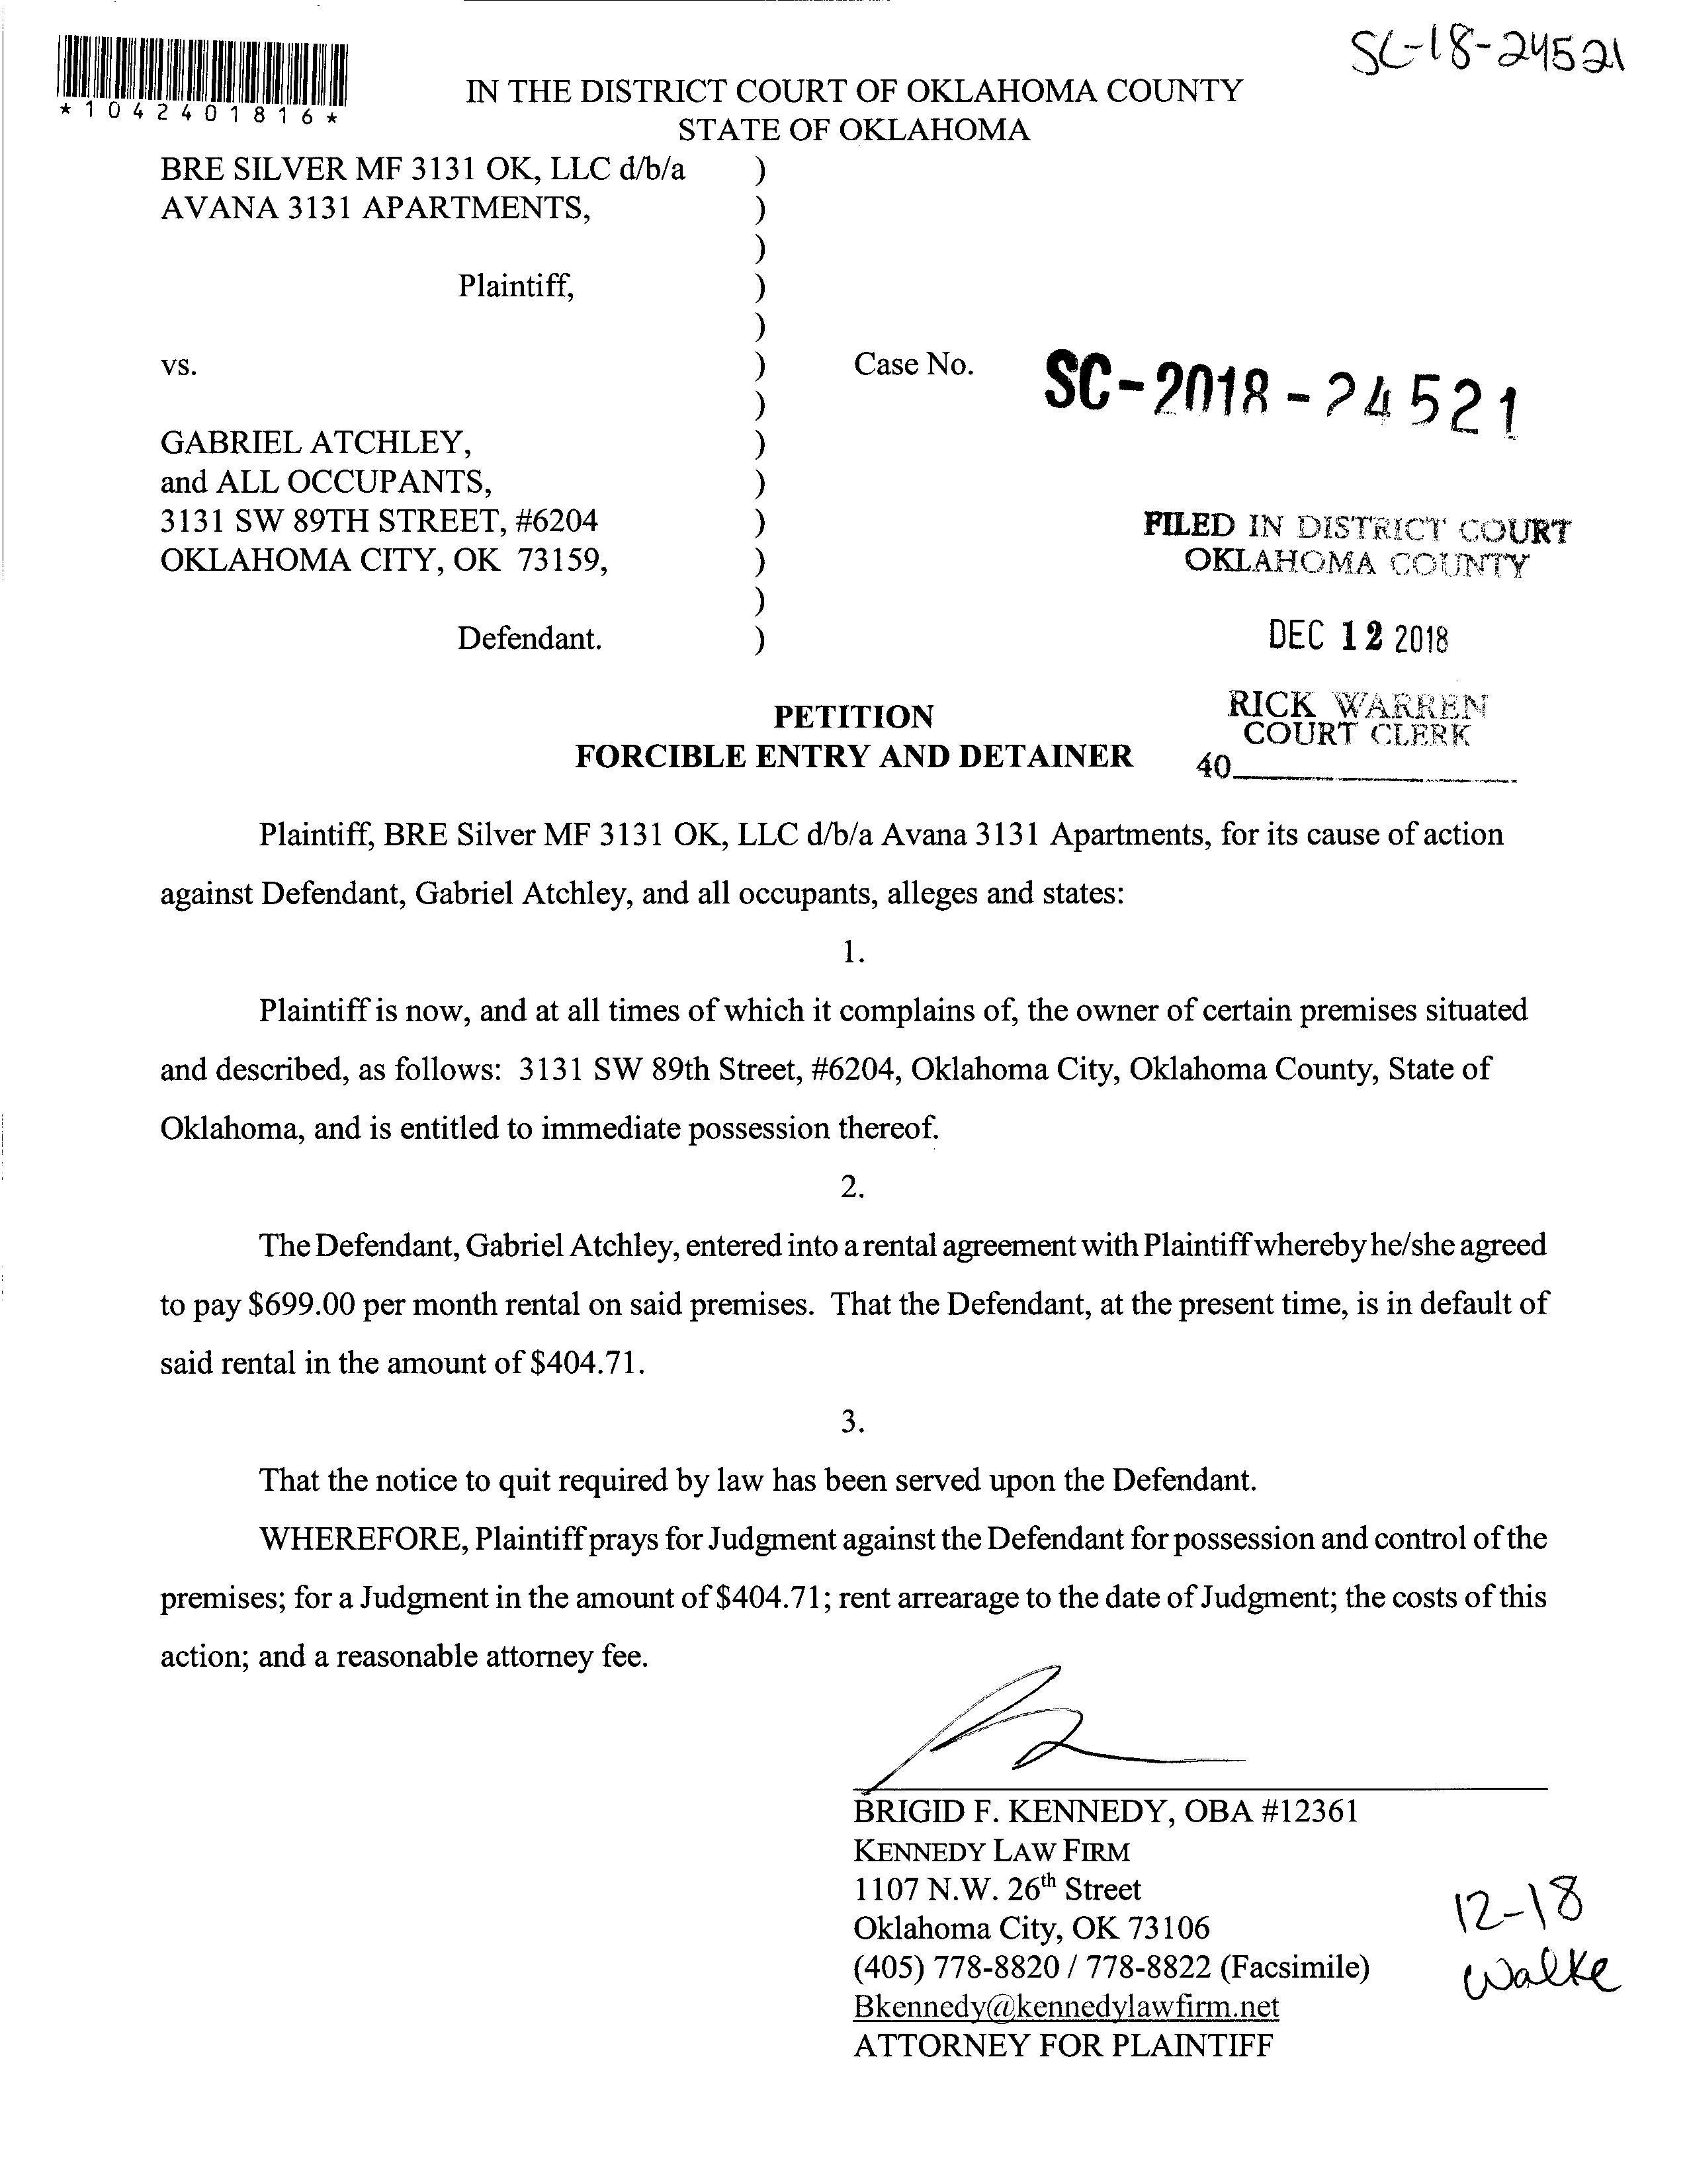 SC-18-24521
*1042401816*
IN THE DISTRICT COURT OF OKLAHOMA COUNTY
STATE OF OKLAHOMA
BRE SILVER MF 3131 OK, LLC d/b/a )
AVANA 3131 APARTMENTS, )
)
Plaintiff, )
)
vs. ) Case No. SC-2018-24521
)
GABRIEL ATCHLEY, )
and ALL OCCUPANTS, )
3131 SW 89TH STREET, #6204 )
OKLAHOMA CITY, OK 73159, )
)
Defendant. )
FILED IN DISTRICT COURT
OKLAHOMA COUNTY
DEC 12 2018
RICK WARREN
COURT CLERK
40
PETITION
FORCIBLE ENTRY AND DETAINER
Plaintiff, BRE Silver MF 3131 OK, LLC d/b/a Avana 3131 Apartments, for its cause of action
against Defendant, Gabriel Atchley, and all occupants, alleges and states:
1.
Plaintiff is now, and at all times of which it complains of, the owner of certain premises situated
and described, as follows: 3131 SW 89th Street, #6204, Oklahoma City, Oklahoma County, State of
Oklahoma, and is entitled to immediate possession thereof.
2.
The Defendant, Gabriel Atchley, entered into a rental agreement with Plaintiff whereby he/she agreed
to pay $699.00 per month rental on said premises. That the Defendant, at the present time, is in default of
said rental in the amount of $404.71.
3.
That the notice to quit required by law has been served upon the Defendant.
WHEREFORE, Plaintiff prays for Judgment against the Defendant for possession and control of the
premises; for a Judgment in the amount of $404.71; rent arrearage to the date of Judgment; the costs of this
action; and a reasonable attorney fee.
BRIGID F. KENNEDY, OBA #12361
KENNEDY LAW FIRM
1107 N.W. 26th Street
Oklahoma City, OK 73106
(405) 778-8820 / 778-8822 (Facsimile)
Bkennedy@kennedylawfirm.net
ATTORNEY FOR PLAINTIFF
12-18
Walke